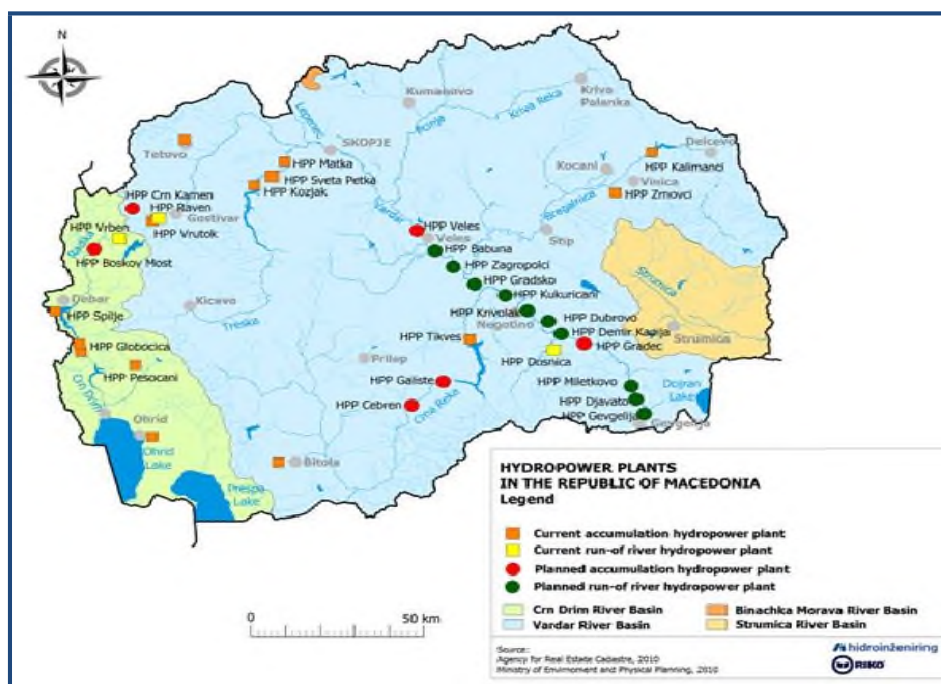 N
Kumanovo
Kriva
Palanka
Kriva Reka
Pcinja
Lepenec
SKOPJE
Tetovo
Delcevo
HPP Kalimanci
Kocani
Vinica
HPP Zrnovci
HPP Matka
HPP Sveta Petka
HPP Kozjak
HPP Crn Kamen
HPP Raven
Gostivar
HPP Vrben
HPP Vrutok
Radika
HPP Boskov Most
Vardar
HPP Veles
Veles
Bregalnica
Stip
HPP Babuna
HPP Zagropolci
HPP Gradsko
HPP Kukuricani
HPP Krivolak
Negotino
HPP Dubrovo
HPP Demir Kapija
HPP Gradec
HPP Dosnica
Strumica
Strumica
Debar
HPP Spilje
Kicevo
Treska
HPP Globocica
HPP Pesocani
Crn Drim
HPP Tikves
Prilep
HPP Galiste
HPP Cebren
Crna Reka
HPP Miletkovo
HPP Djavato
HPP Gevgelija
Gevgelija
Dojran
Lake
Ohrid
Ohrid
Lake
Prespa
Lake
Bitola
0 50 km
HYDROPOWER PLANTS
IN THE REPUBLIC OF MACEDONIA
Legend
Current accumulation hydropower plant
Current run-of river hydropower plant
Planned accumullation hydropower plant
Planned run-of river hydropower plant
Crn Drim River Basin
Binachka Morava River Basin
Vardar River Basin
Strumica River Basin
Source:
Agency for Real Estate Cadastre, 2010
Ministry of Environment and Physical Planning, 2010
hidroinženiring
RIKO